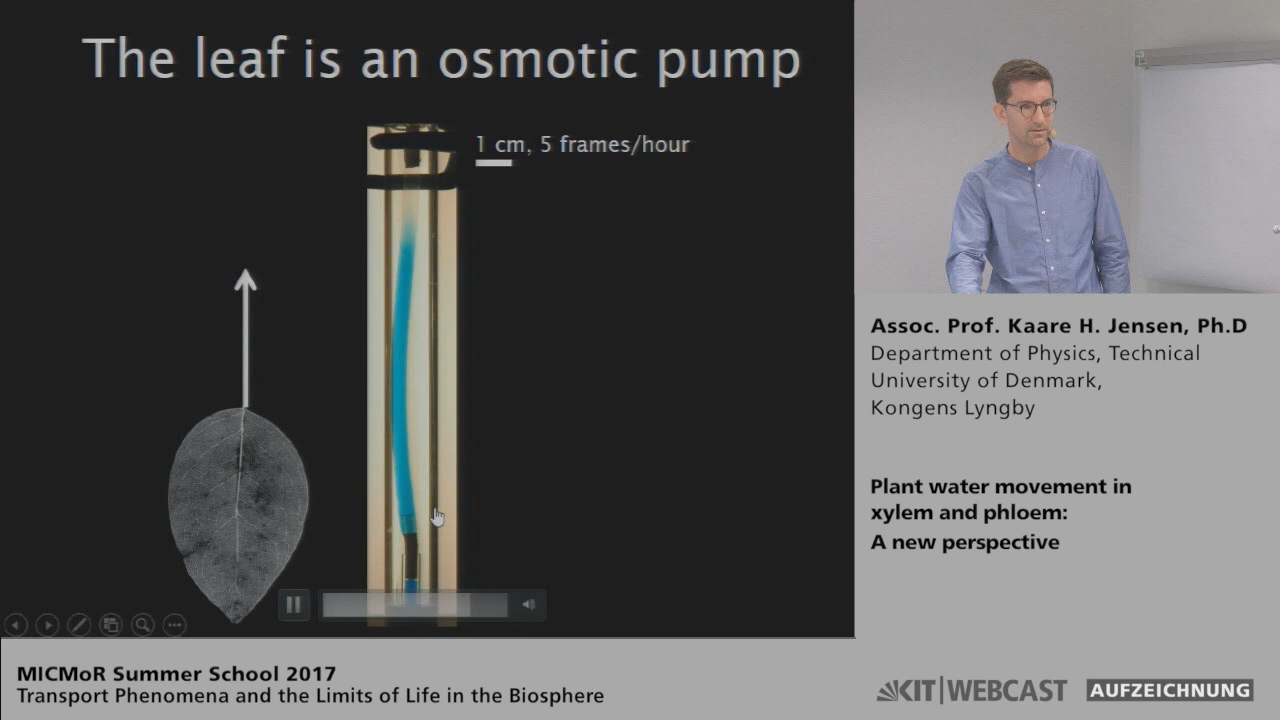 The leaf is an osmotic pump
1 cm, 5 frames/hour
Assoc. Prof. Kaare H. Jensen, Ph.D
Department of Physics, Technical
University of Denmark,
Kongens Lyngby
Plant water movement in
xylem and phloem:
A new perspective
MICMoR Summer School 2017
Transport Phenomena and the Limits of Life in the Biosphere
KIT|WEBCAST
AUFZEICHNUNG